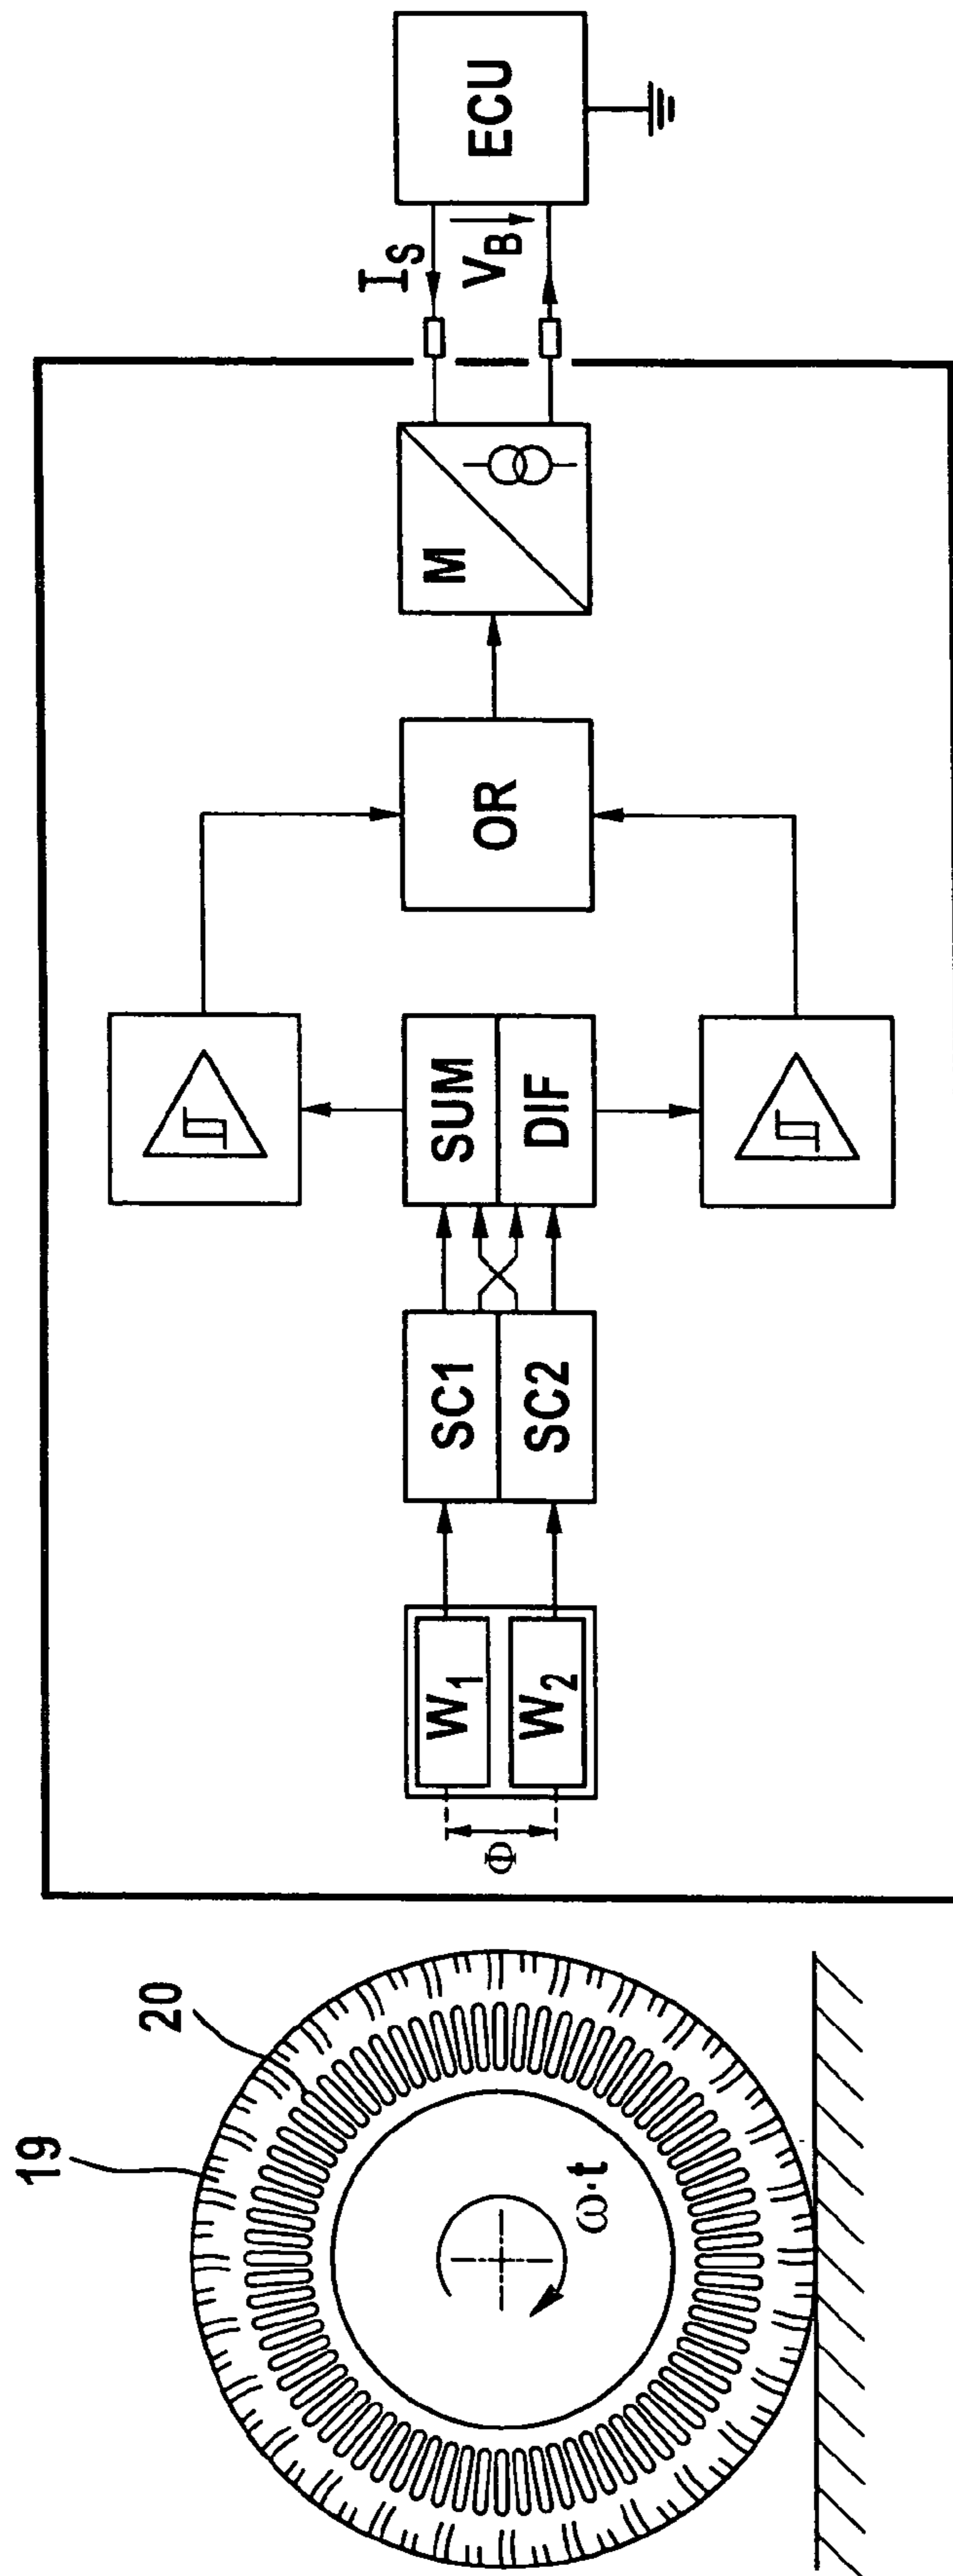 19
20
ω·t
Φ
W1
W2
SC1
SC2
SUM
DIF
OR
M
IS
VB
ECU